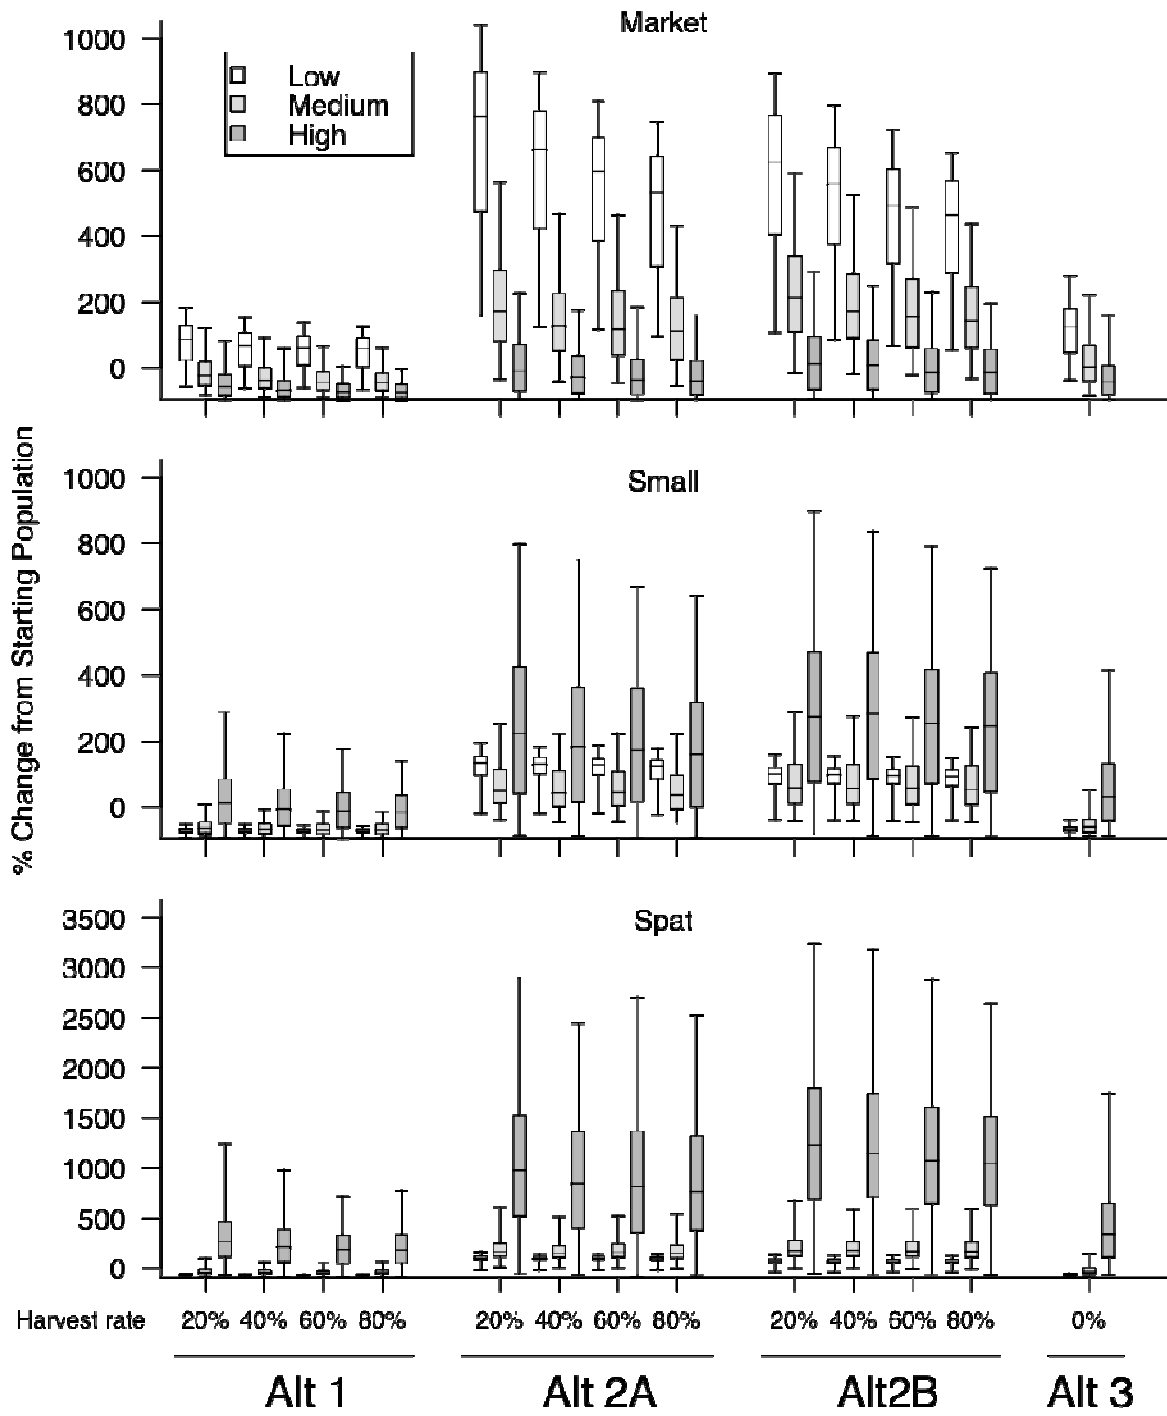 Market
1000
800
600
400
200
0
Low
Medium
High
% Change from Starting Population
Small
1000
800
600
400
200
0
Spat
3500
3000
2500
2000
1500
1000
500
0
Harvest rate 20% 40% 60% 80% 20% 40% 60% 80% 20% 40% 60% 80% 0%
Alt 1 Alt 2A Alt2B Alt 3